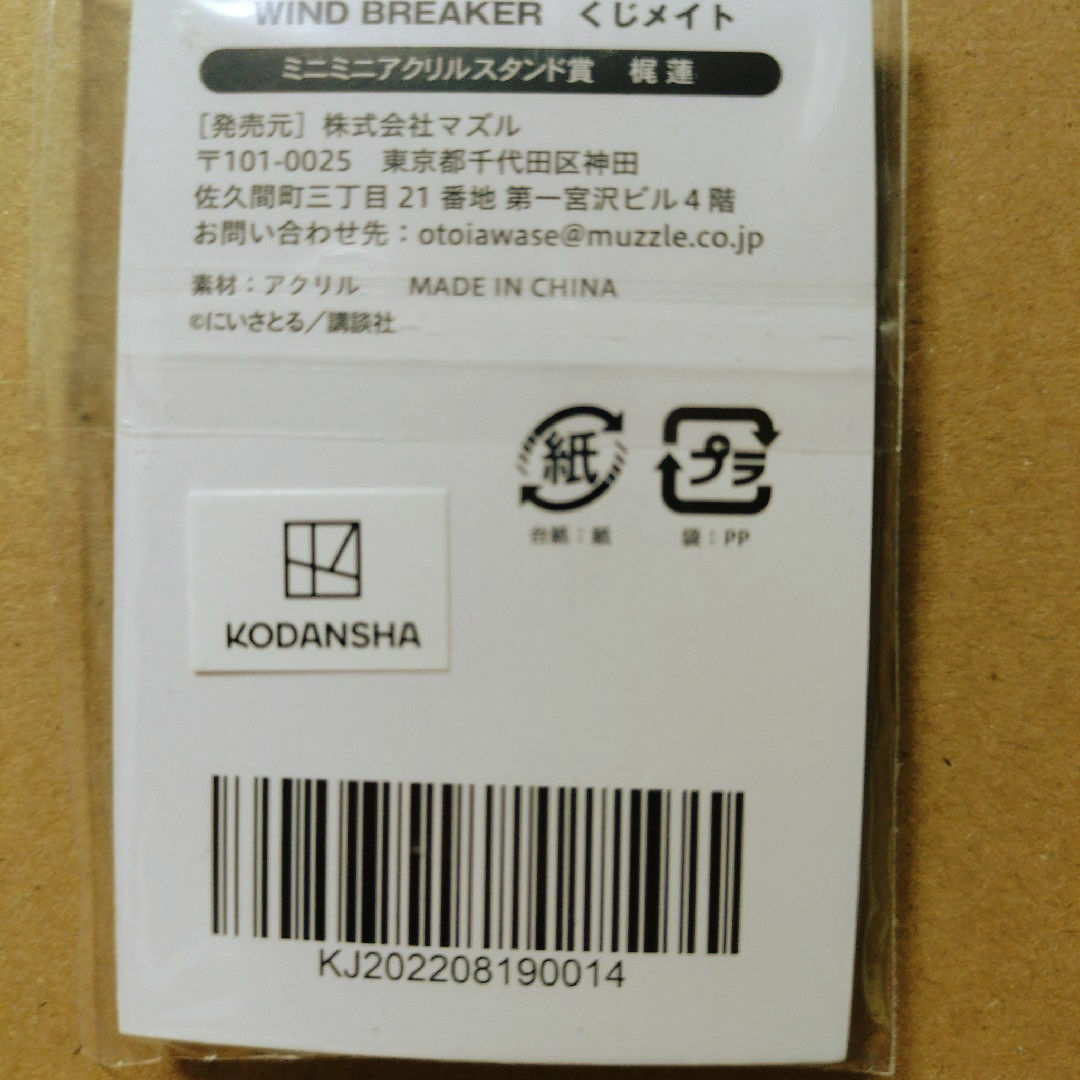 WIND BREAKER　くじメイト
ミニミニアクリルスタンド賞　梶 蓮
［発売元］株式会社マズル
〒101-0025　東京都千代田区神田
佐久間町三丁目 21 番地 第一宮沢ビル 4 階
お問い合わせ先：otoiawase@muzzle.co.jp
素材：アクリル　MADE IN CHINA
©にいさとる／講談社
紙
プラ
台紙：紙
袋：PP
KODANSHA
KJ202208190014